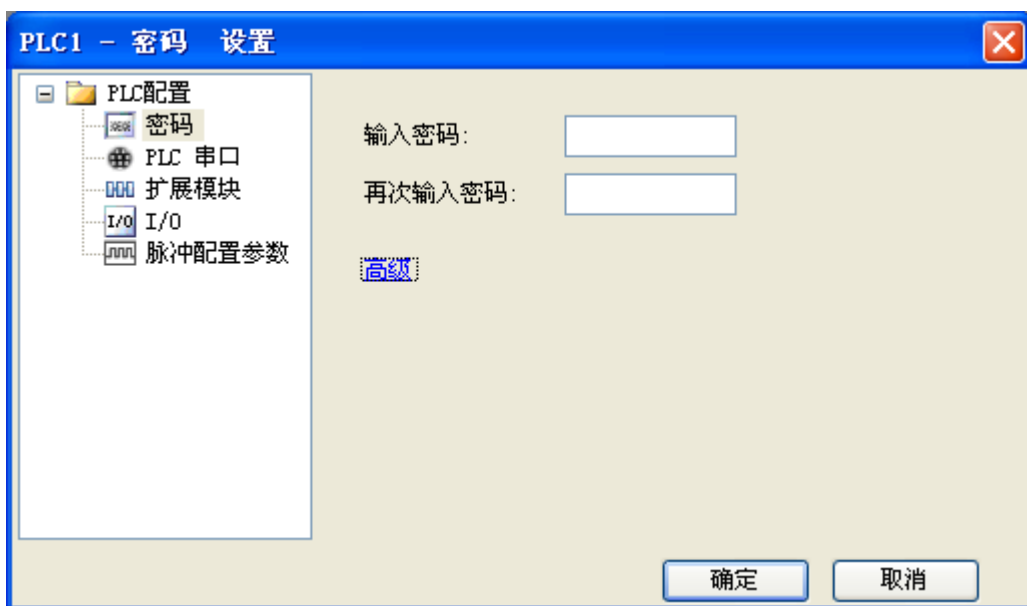 PLC1 - 密码 设置
PLC配置
密码
PLC 串口
扩展模块
I/O I/O
脉冲配置参数
输入密码:
再次输入密码:
高级
确定 取消